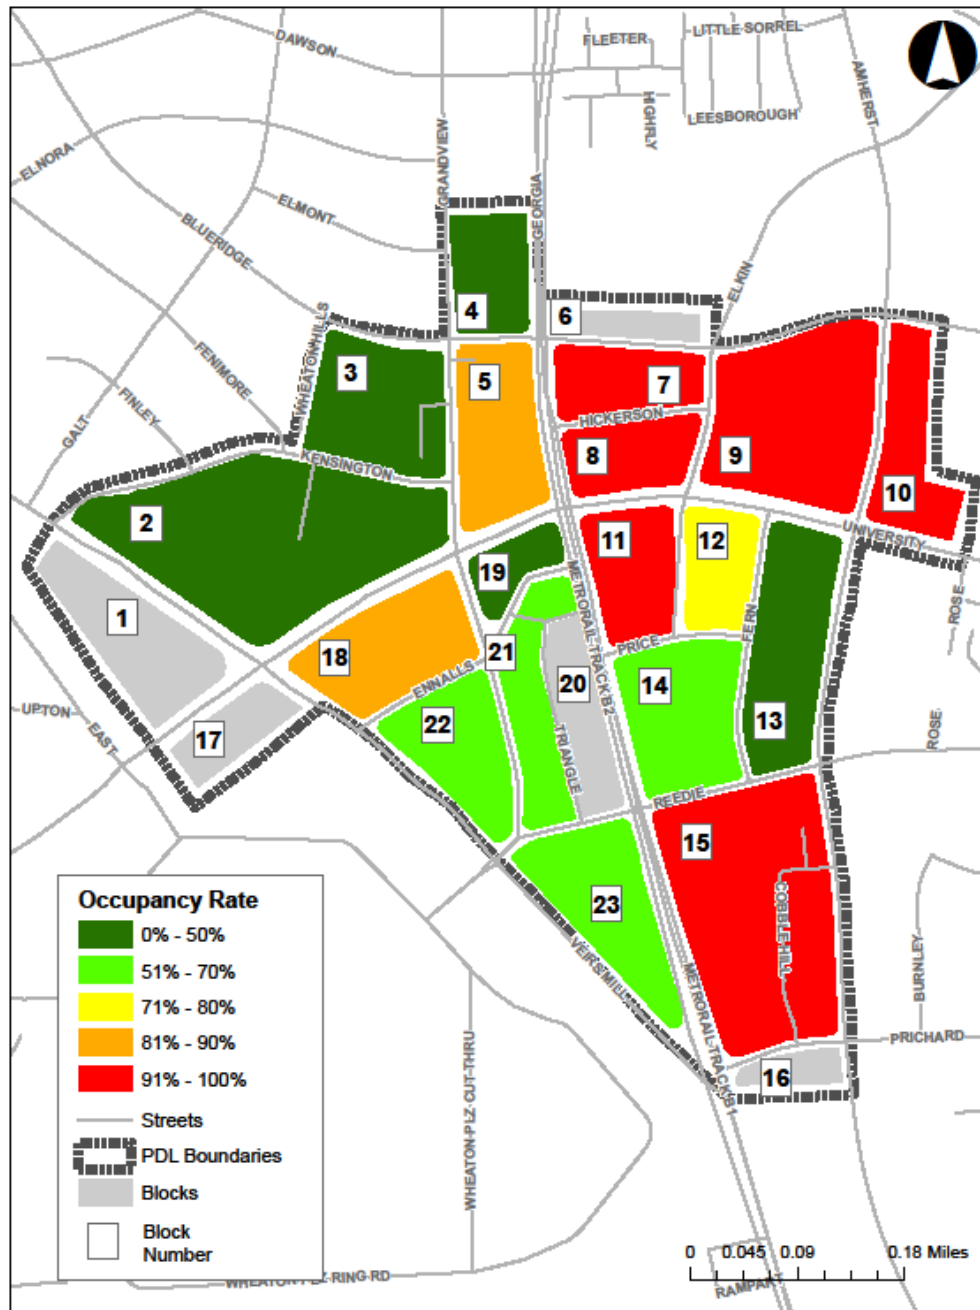 DAWSON
FLEETER
LITTLE SORREL
HIGHFLY
LEESBOROUGH
AMHERST
ELNORA
GRANDVIEW
GEORGIA
ELMONT
BLUERIDGE
ELKIN
4
6
WHEATON HILLS
FENIMORE
3
5
7
FINLEY
HICKERSON
GALT
KENSINGTON
8
9
10
2
UNIVERSITY
11
12
19
METRORAIL TRACK B2
ROSE
1
18
ENNALLS
21
PRICE
FERN
20
14
13
UPTON
EAST
17
22
TRIANGLE
ROSE
REEDIE
15
23
COBBLE HILL
BURNLEY
VEIRS MILL
METRORAIL TRACK B1
PRICHARD
16
Occupancy Rate
0% - 50%
51% - 70%
71% - 80%
81% - 90%
91% - 100%
Streets
PDL Boundaries
Blocks
Block
Number
WHEATON-PLZ-CUT-THRU
WHEATON-PLZ RING RD
0 0.045 0.09 0.18 Miles
RAMPART